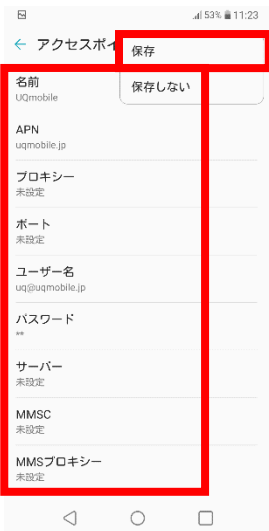 53% 11:23
← アクセスポイ
保存
保存しない
名前
UQmobile
APN
uqmobile.jp
プロキシー
未設定
ポート
未設定
ユーザー名
uq@uqmobile.jp
パスワード
**
サーバー
未設定
MMSC
未設定
MMSプロキシー
未設定